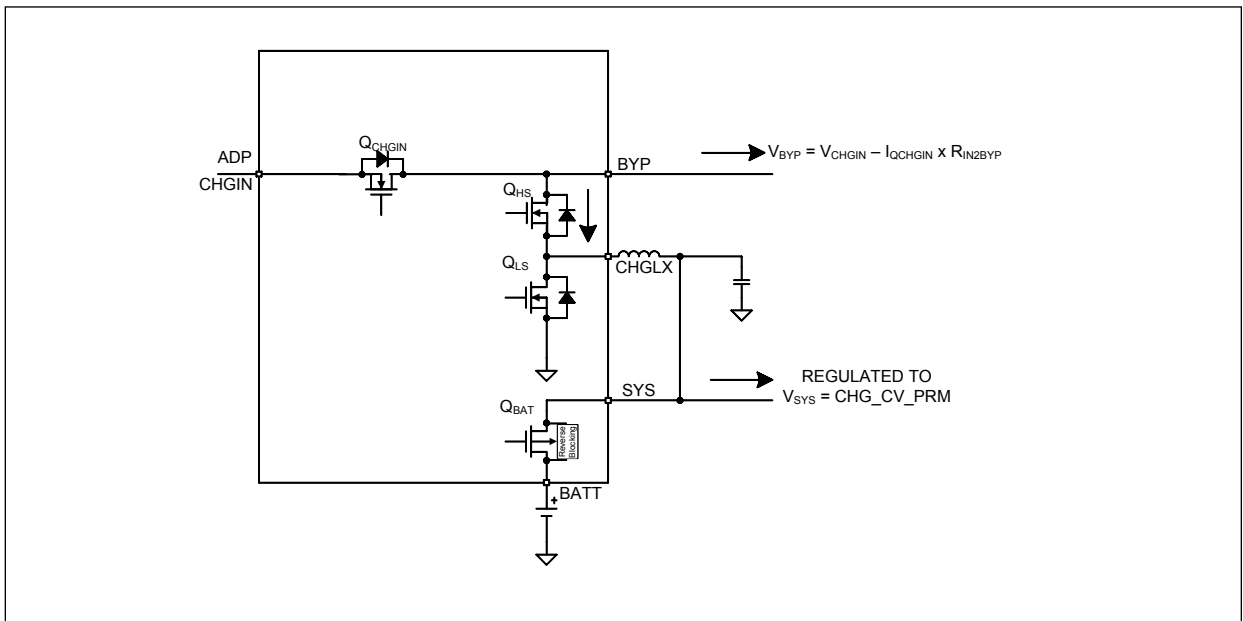 ADP
CHGIN
QCHGIN
BYP
VBYP = VCHGIN – IQCHGIN x RIN2BYP
QHS
QLS
CHGLX
SYS
REGULATED TO
VSYS = CHG_CV_PRM
QBAT
Reverse
Blocking
+
BATT